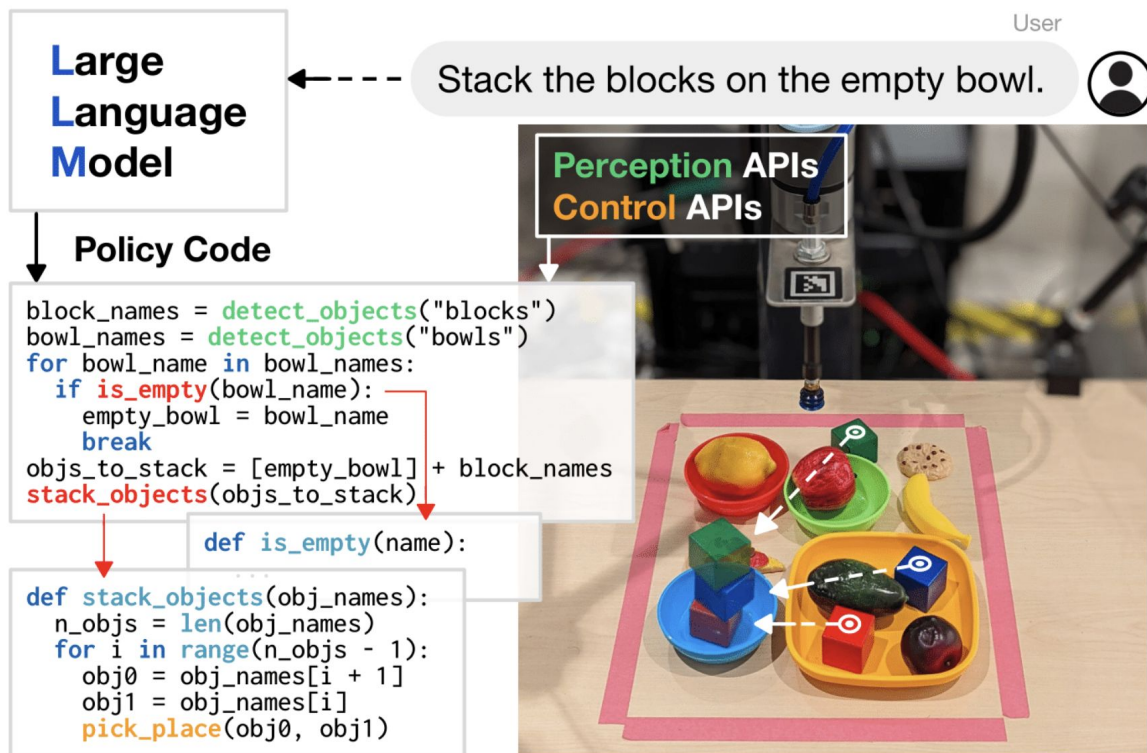 User
Large
Language
Model
Stack the blocks on the empty bowl.
Perception APIs
Control APIs
Policy Code
block_names = detect_objects("blocks")
bowl_names = detect_objects("bowls")
for bowl_name in bowl_names:
  if is_empty(bowl_name):
    empty_bowl = bowl_name
    break
objs_to_stack = [empty_bowl] + block_names
stack_objects(objs_to_stack)
def is_empty(name):
...
def stack_objects(obj_names):
  n_objs = len(obj_names)
  for i in range(n_objs - 1):
    obj0 = obj_names[i + 1]
    obj1 = obj_names[i]
    pick_place(obj0, obj1)